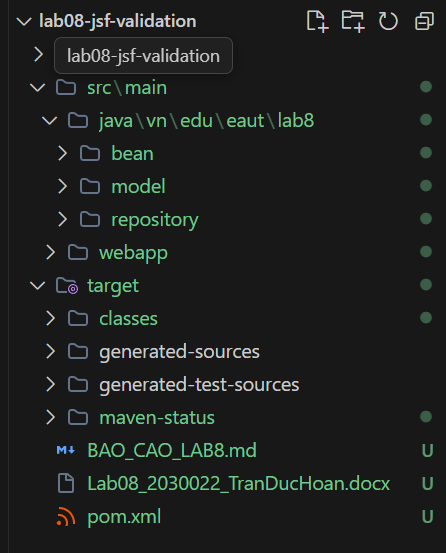 lab08-jsf-validation
lab08-jsf-validation
src\main
java\vn\edu\eaut\lab8
bean
model
repository
webapp
target
classes
generated-sources
generated-test-sources
maven-status
BAO_CAO_LAB8.md U
Lab08_2030022_TranDucHoan.docx U
pom.xml U